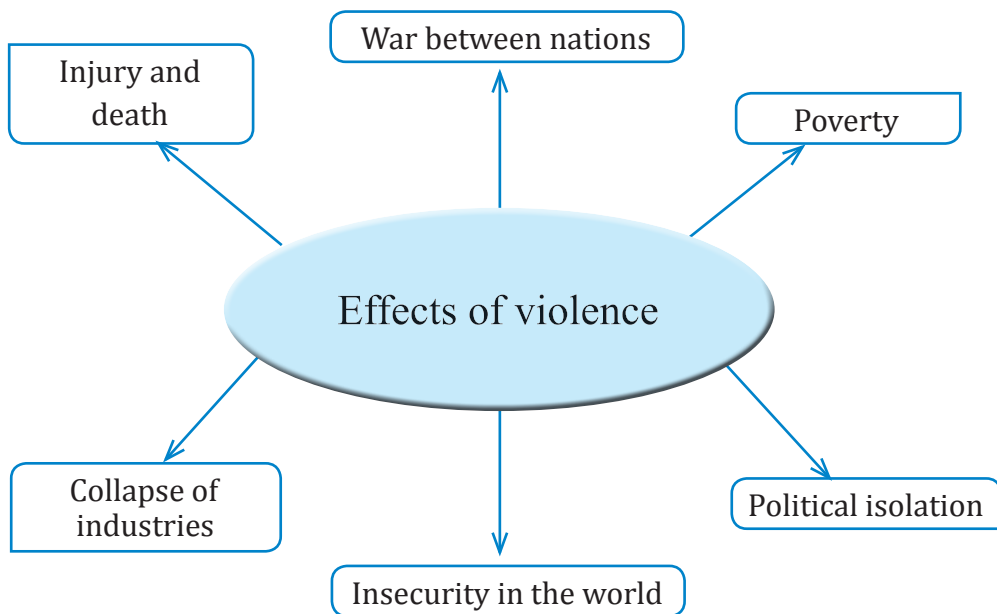 War between nations
Injury and
death
Poverty
Effects of violence
Collapse of
industries
Political isolation
Insecurity in the world